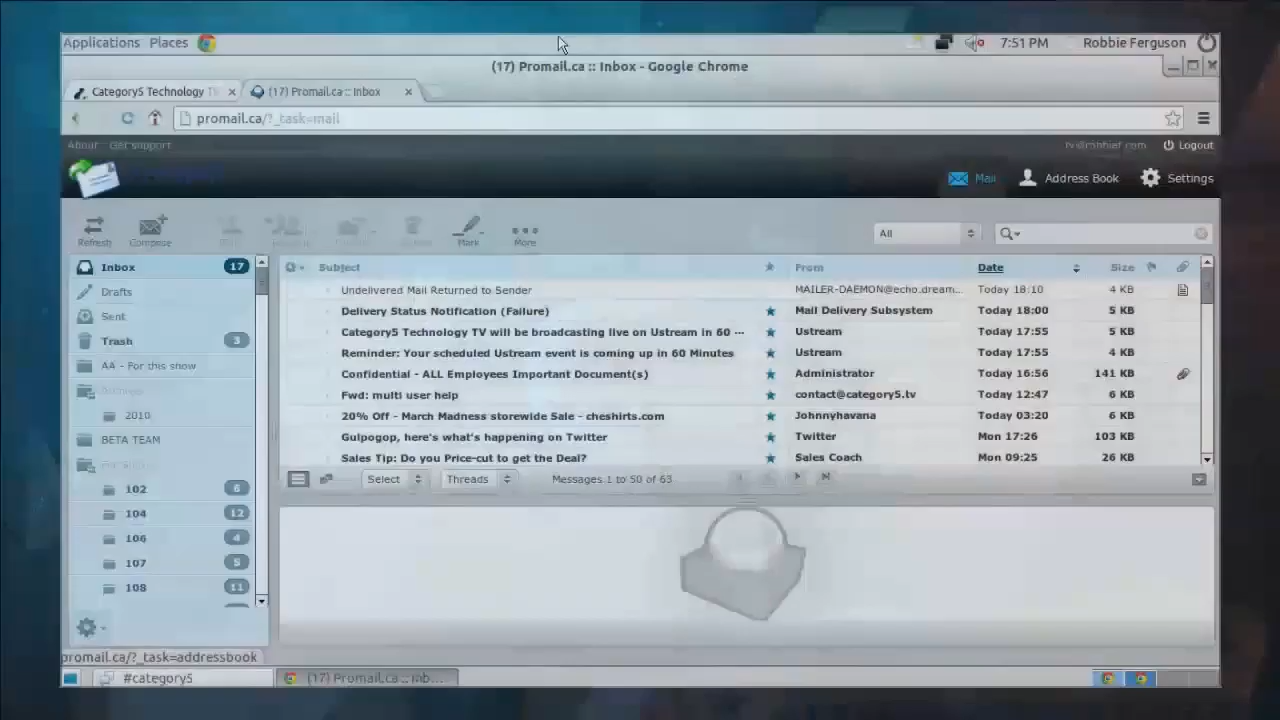 Applications Places 7:51 PM Robbie Ferguson
(17) Promail.ca :: Inbox - Google Chrome
Category5 Technology T (17) Promail.ca :: Inbox
promail.ca/?_task=mail
About Get support tv@robbief.com Logout
Mail Address Book Settings
Refresh Compose Mark More All
Inbox 17 Subject From Date Size
Drafts
Sent
Trash 3
AA - For this show
2010
BETA TEAM
102 6
104 12
106 4
107 5
108 11
Undelivered Mail Returned to Sender MAILER-DAEMON@echo.dream... Today 18:10 4 KB
Delivery Status Notification (Failure) Mail Delivery Subsystem Today 18:00 5 KB
Category5 Technology TV will be broadcasting live on Ustream in 60 ... Ustream Today 17:55 5 KB
Reminder: Your scheduled Ustream event is coming up in 60 Minutes Ustream Today 17:55 4 KB
Confidential - ALL Employees Important Document(s) Administrator Today 16:56 141 KB
Fwd: multi user help contact@category5.tv Today 12:47 6 KB
20% Off - March Madness storewide Sale - cheshirts.com Johnnyhavana Today 03:20 6 KB
Gulpogop, here's what's happening on Twitter Twitter Mon 17:26 103 KB
Sales Tip: Do you Price-cut to get the Deal? Sales Coach Mon 09:25 26 KB
Select Threads Messages 1 to 50 of 63
promail.ca/?_task=addressbook
#category5 (17) Promail.ca :: Inb...